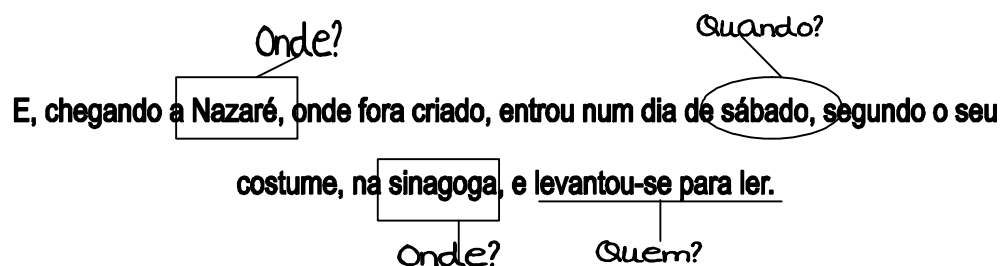 Onde?
Quando?
E, chegando a Nazaré, onde fora criado, entrou num dia de sábado, segundo o seu
costume, na sinagoga, e levantou-se para ler.
Onde?
Quem?